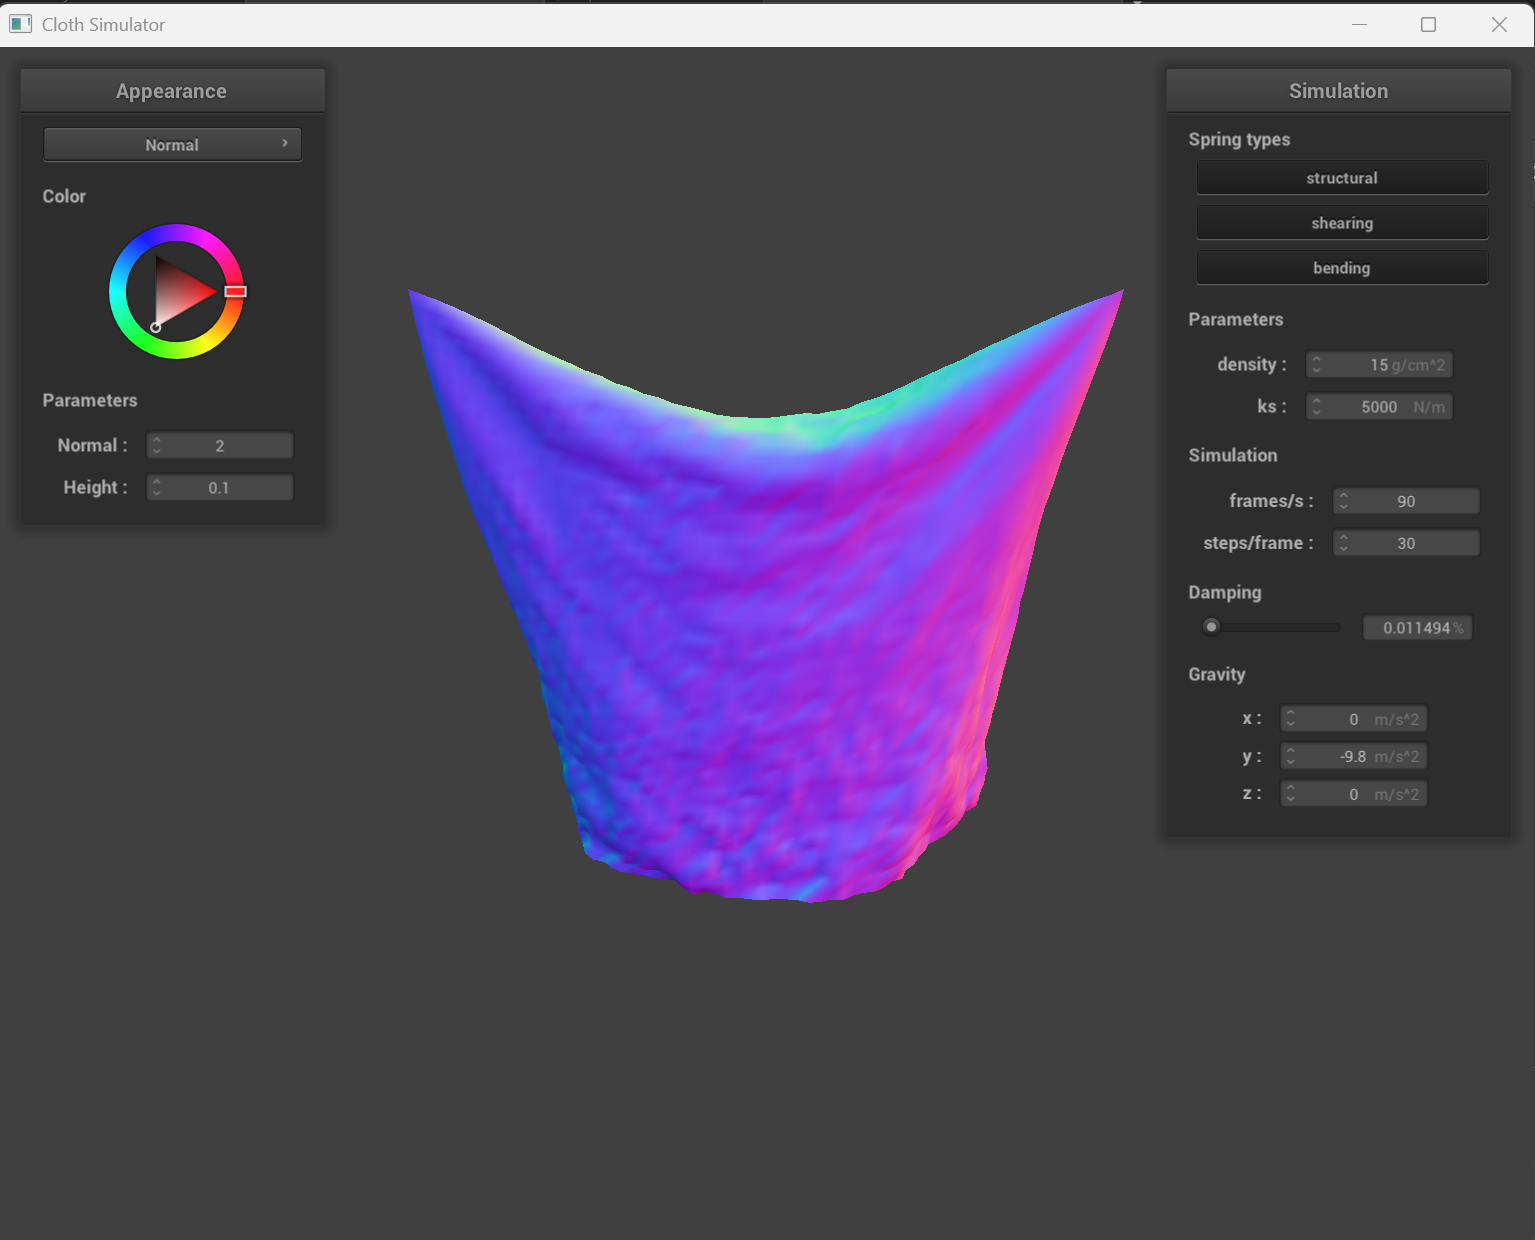 Cloth Simulator
Appearance
Normal
Color
Parameters
Normal : 2
Height : 0.1
Simulation
Spring types
structural
shearing
bending
Parameters
density : 15 g/cm^2
ks : 5000 N/m
Simulation
frames/s : 90
steps/frame : 30
Damping
0.011494 %
Gravity
x : 0 m/s^2
y : -9.8 m/s^2
z : 0 m/s^2